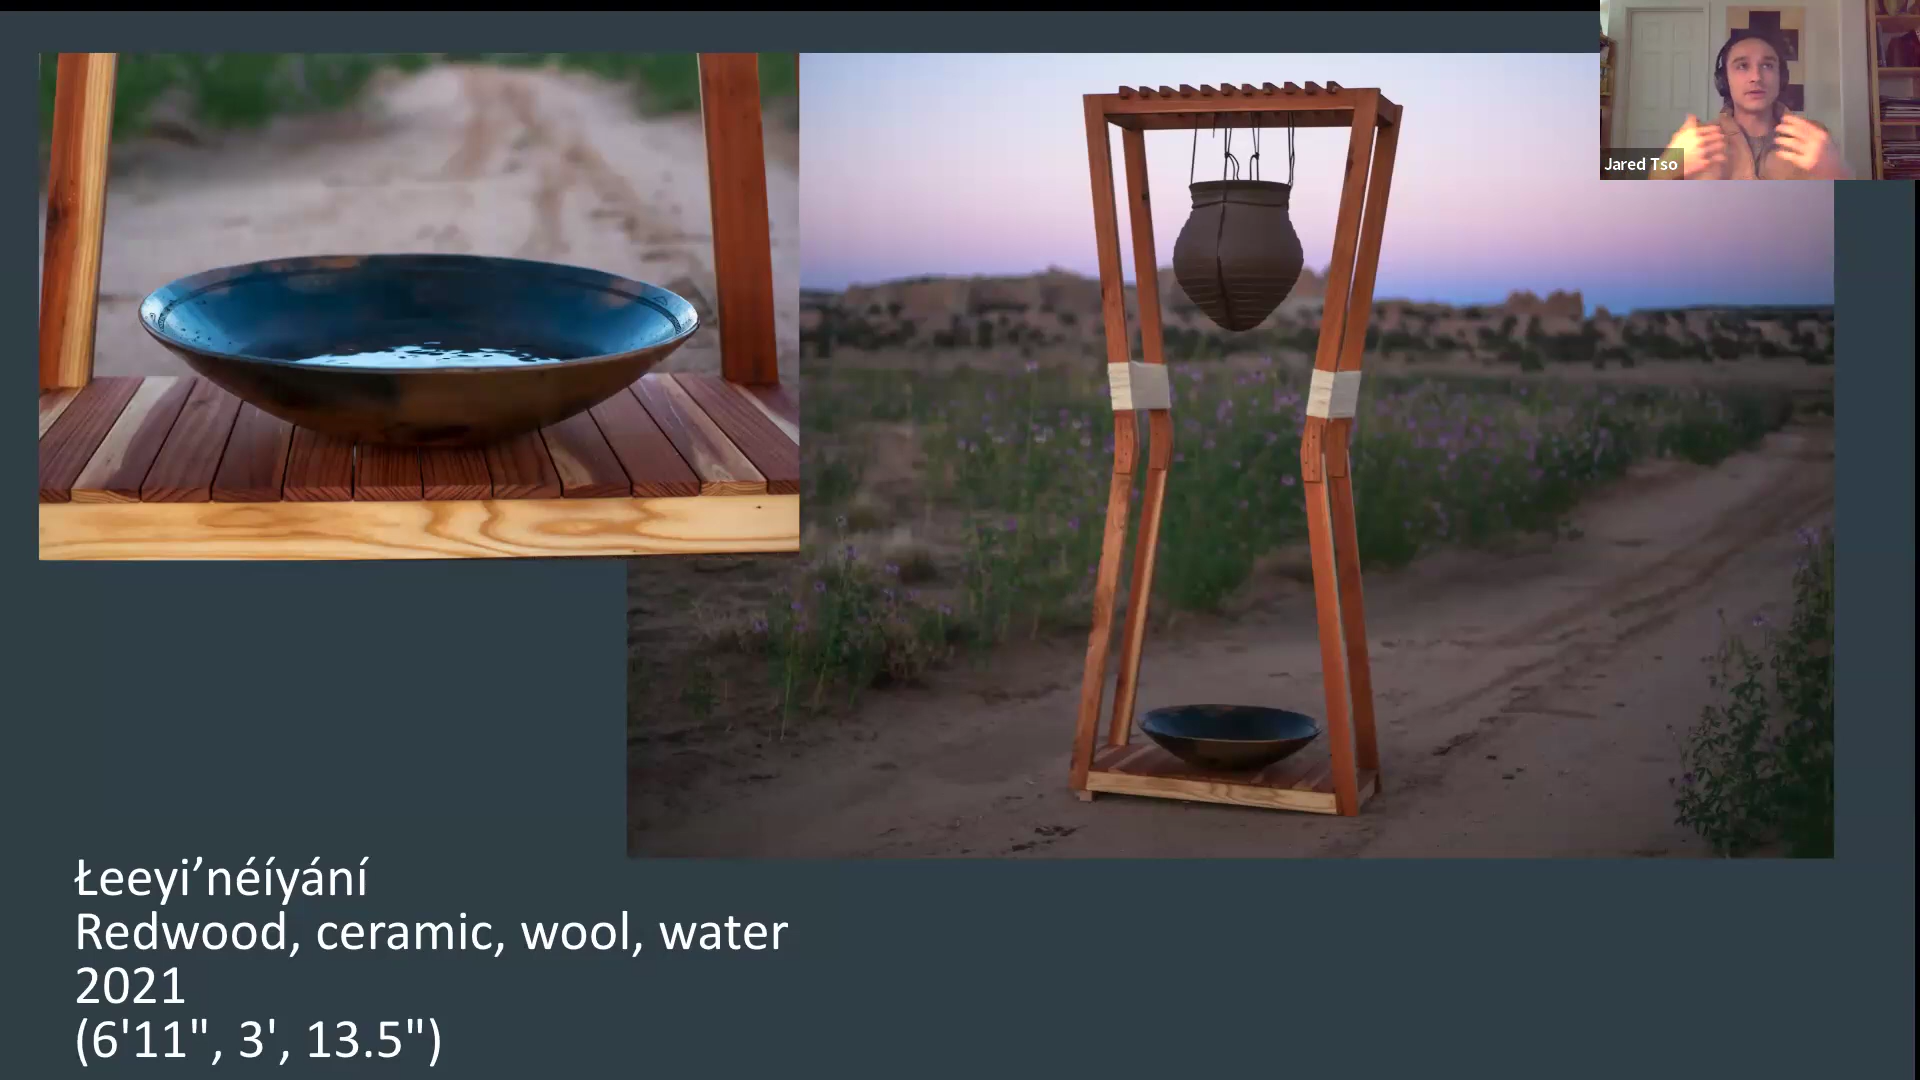 Jared Tso
Łeeyi’néíyání
Redwood, ceramic, wool, water
2021
(6'11", 3', 13.5")